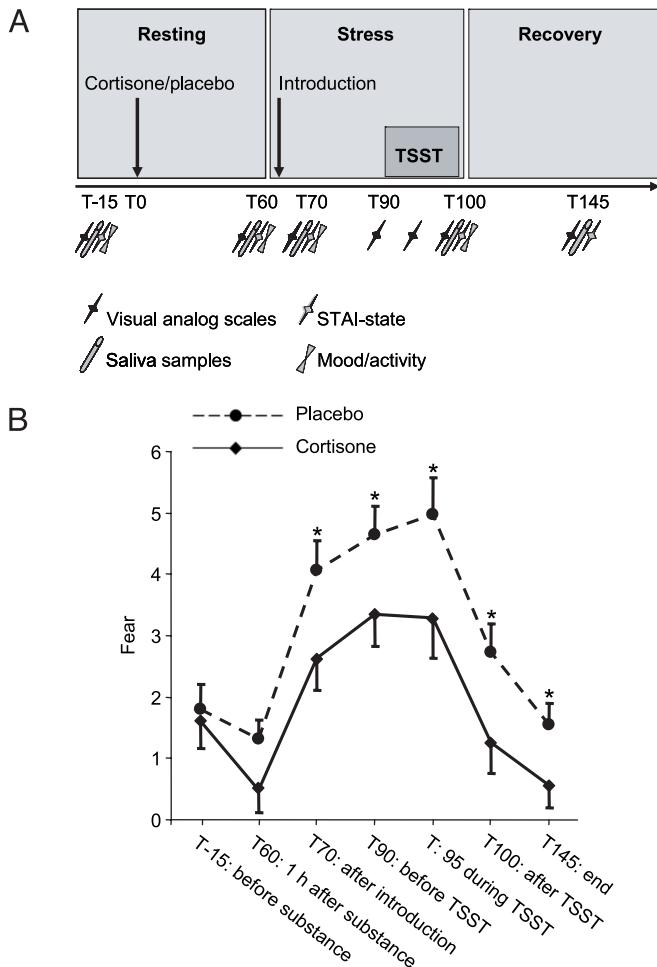 A
Resting Stress Recovery
Cortisone/placebo Introduction
TSST
T-15 T0 T60 T70 T90 T100 T145
Visual analog scales STAI-state
Saliva samples Mood/activity
B
Placebo
Cortisone
6
5
4
3
2
1
0
Fear
*
*
*
*
*
T-15: before substance
T60: 1 h after substance
T70: after introduction
T90: before TSST
T: 95 during TSST
T100: after TSST
T145: end